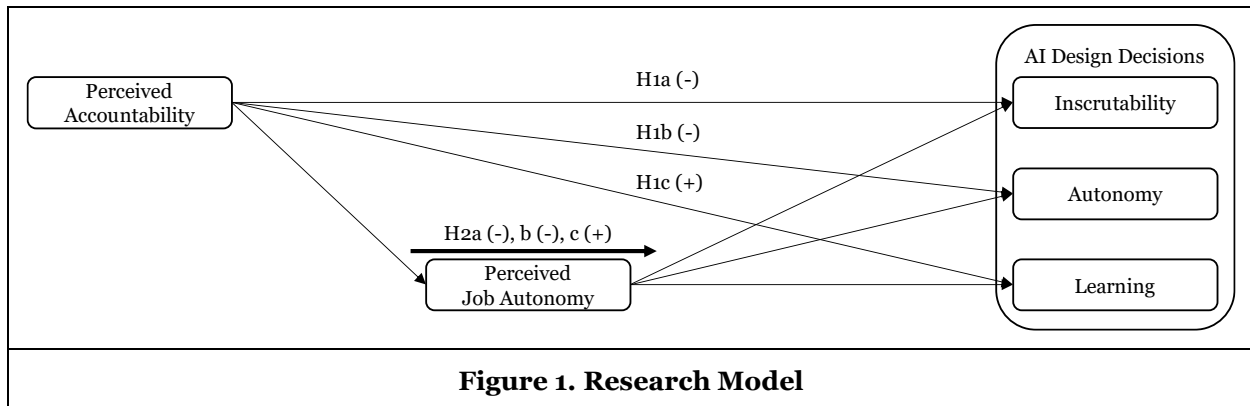 AI Design Decisions
Perceived
Accountability
H1a (-)
Inscrutability
H1b (-)
H1c (+)
Autonomy
H2a (-), b (-), c (+)
Perceived
Job Autonomy
Learning
Figure 1. Research Model